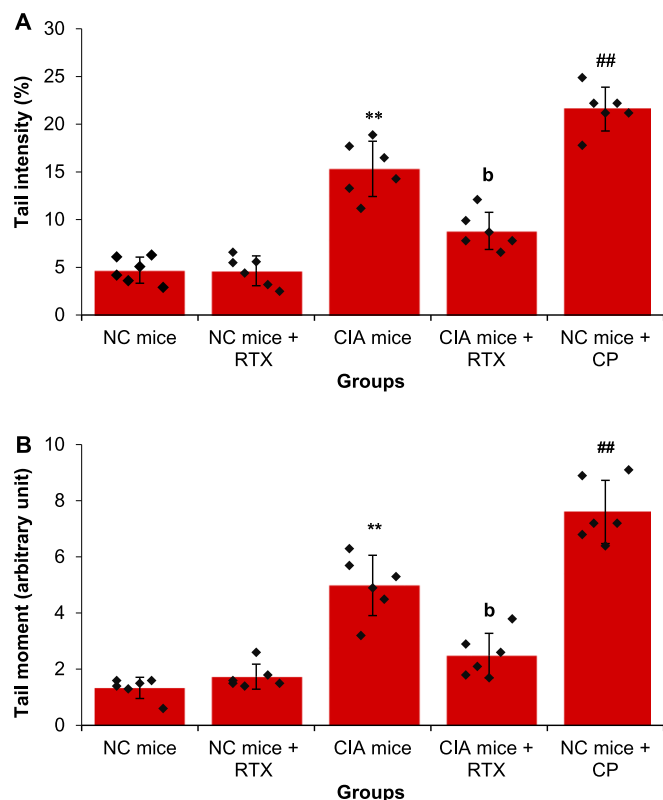 A
30
25
20
15
10
5
0
Tail intensity (%)
**
b
##
NC mice
NC mice +
RTX
CIA mice
CIA mice +
RTX
NC mice +
CP
Groups
B
10
8
6
4
2
0
Tail moment (arbitrary unit)
**
b
##
NC mice
NC mice +
RTX
CIA mice
CIA mice +
RTX
NC mice +
CP
Groups